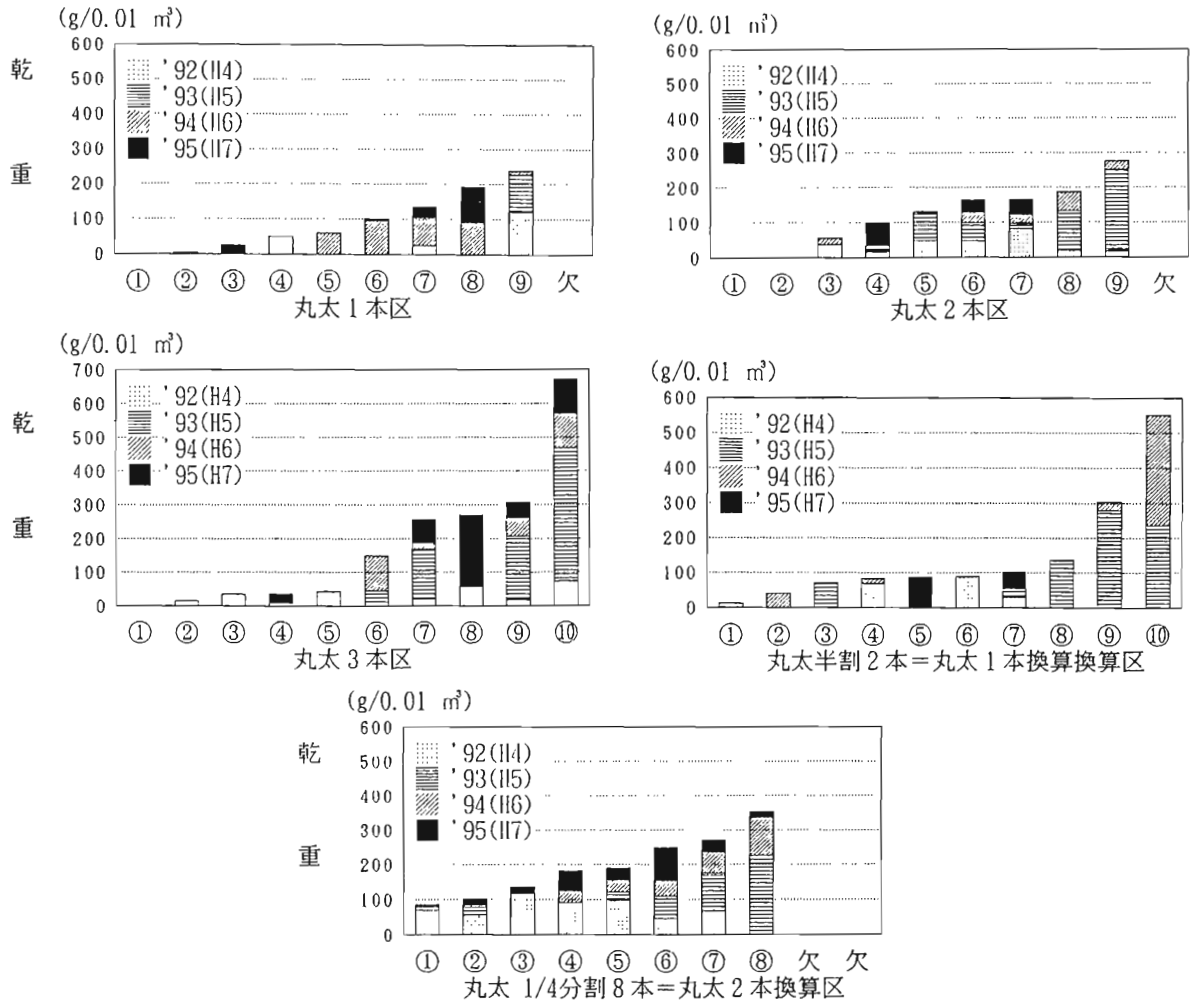 (g/0.01 ㎥)
乾
重
600
500
400
300
200
100
0
'92(H4)
'93(H5)
'94(H6)
'95(H7)
① ② ③ ④ ⑤ ⑥ ⑦ ⑧ ⑨ 欠
丸太1本区
(g/0.01 ㎥)
600
500
400
300
200
100
0
'92(H4)
'93(H5)
'94(H6)
'95(H7)
① ② ③ ④ ⑤ ⑥ ⑦ ⑧ ⑨ 欠
丸太2本区
(g/0.01 ㎥)
乾
重
700
600
500
400
300
200
100
0
'92(H4)
'93(H5)
'94(H6)
'95(H7)
① ② ③ ④ ⑤ ⑥ ⑦ ⑧ ⑨ ⑩
丸太3本区
(g/0.01 ㎥)
600
500
400
300
200
100
0
'92(H4)
'93(H5)
'94(H6)
'95(H7)
① ② ③ ④ ⑤ ⑥ ⑦ ⑧ ⑨ ⑩
丸太半割2本=丸太1本換算換算区
(g/0.01 ㎥)
乾
重
600
500
400
300
200
100
0
'92(H4)
'93(H5)
'94(H6)
'95(H7)
① ② ③ ④ ⑤ ⑥ ⑦ ⑧ 欠 欠
丸太 1/4分割8本=丸太2本換算区